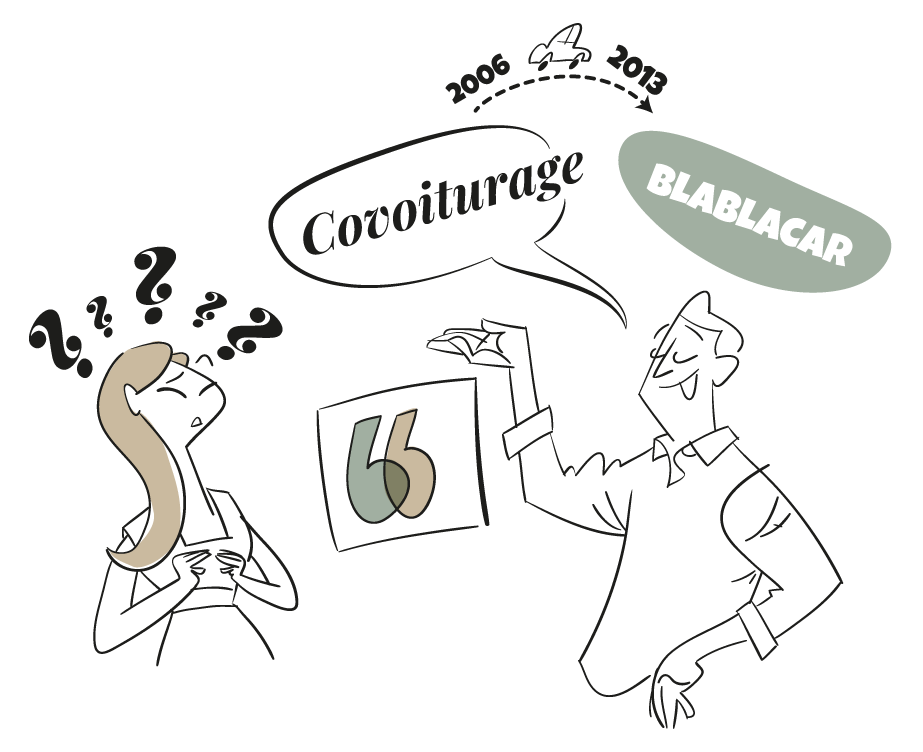 2006 2013
Covoiturage
BLABLACAR
? ? ? ? ?